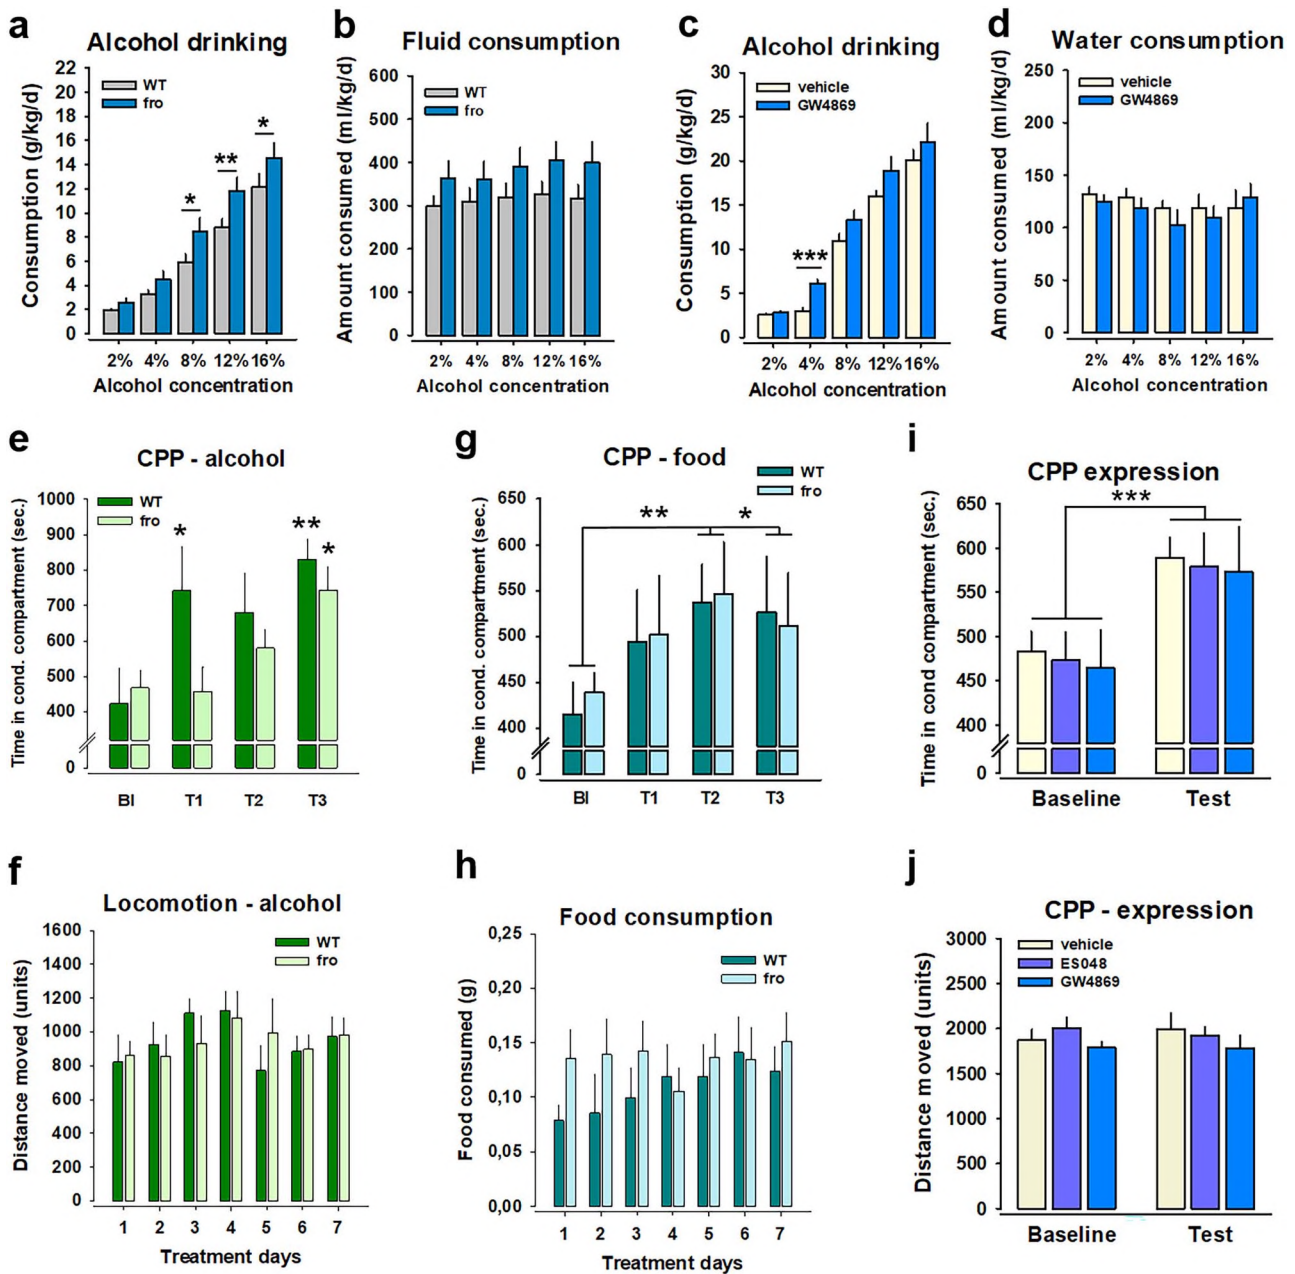 a
Alcohol drinking
Consumption (g/kg/d)
22
20
18
16
14
12
10
8
6
4
2
0
WT
fro
*
**
*
2% 4% 8% 12% 16%
Alcohol concentration
b
Fluid consumption
Amount consumed (ml/kg/d)
600
500
400
300
200
100
0
WT
fro
2% 4% 8% 12% 16%
Alcohol concentration
c
Alcohol drinking
Consumption (g/kg/d)
30
25
20
15
10
5
0
vehicle
GW4869
***
2% 4% 8% 12% 16%
Alcohol concentration
d
Water consumption
Amount consumed (ml/kg/d)
250
200
150
100
50
0
vehicle
GW4869
2% 4% 8% 12% 16%
Alcohol concentration
e
CPP - alcohol
Time in cond. compartment (sec.)
1000
900
800
700
600
500
400
0
WT
fro
*
**
*
Bl T1 T2 T3
g
CPP - food
Time in cond. compartment (sec.)
650
600
550
500
450
400
0
WT
fro
**
*
Bl T1 T2 T3
i
CPP expression
Time in cond compartment (sec.)
650
600
550
500
450
400
0
***
Baseline Test
f
Locomotion - alcohol
Distance moved (units)
1600
1400
1200
1000
800
600
400
200
0
WT
fro
1 2 3 4 5 6 7
Treatment days
h
Food consumption
Food consumed (g)
0,25
0,20
0,15
0,10
0,05
0,00
WT
fro
1 2 3 4 5 6 7
Treatment days
j
CPP - expression
Distance moved (units)
3000
2500
2000
1500
1000
500
0
vehicle
ES048
GW4869
Baseline Test